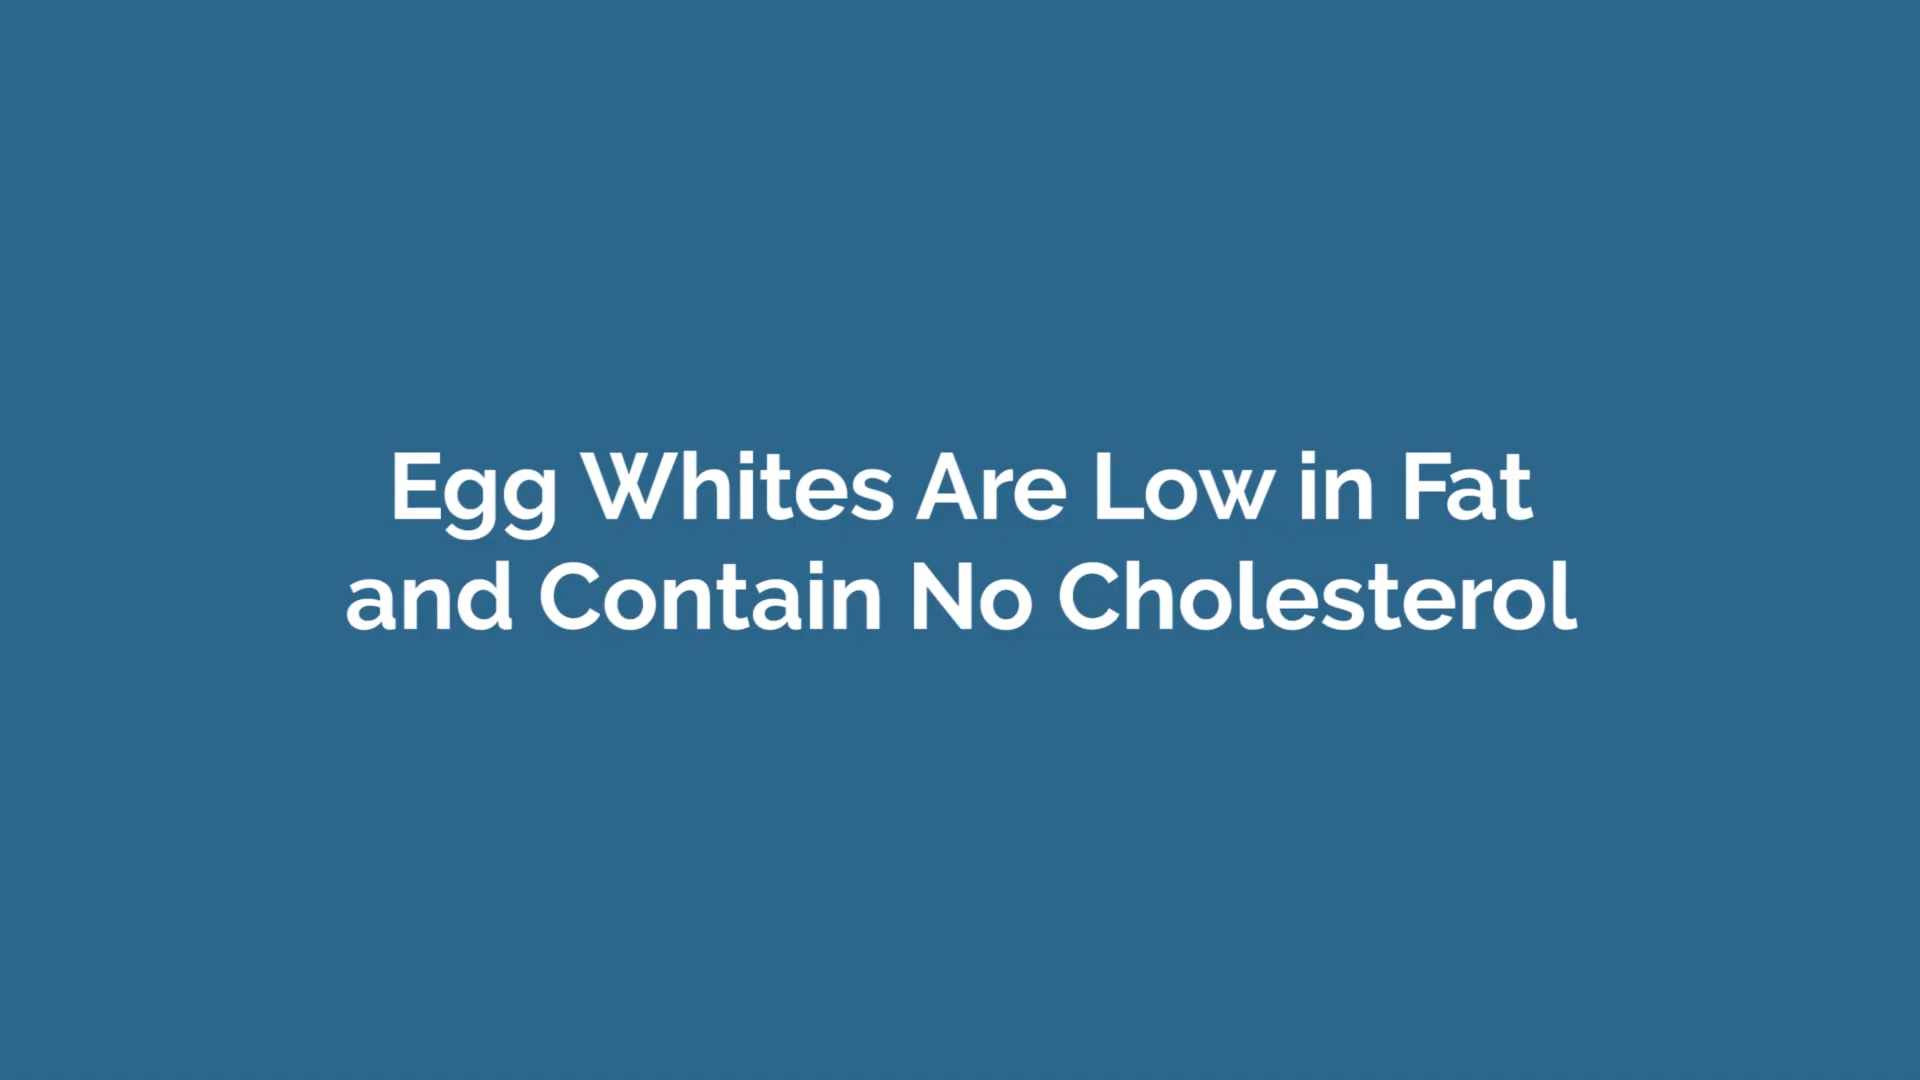 Egg Whites Are Low in Fat
and Contain No Cholesterol